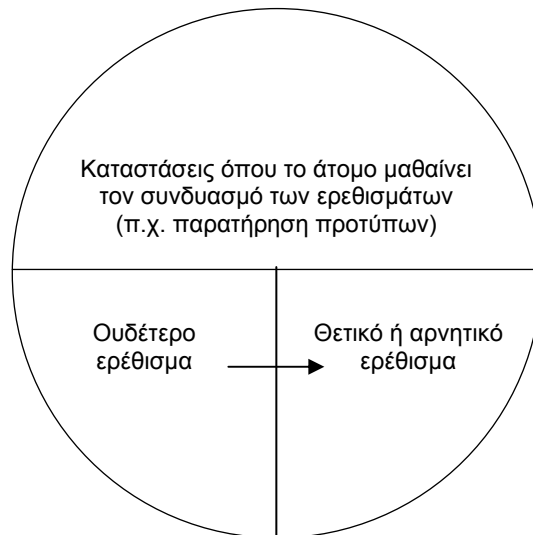 Καταστάσεις όπου το άτομο μαθαίνει
τον συνδυασμό των ερεθισμάτων
(π.χ. παρατήρηση προτύπων)
Ουδέτερο
ερέθισμα
Θετικό ή αρνητικό
ερέθισμα